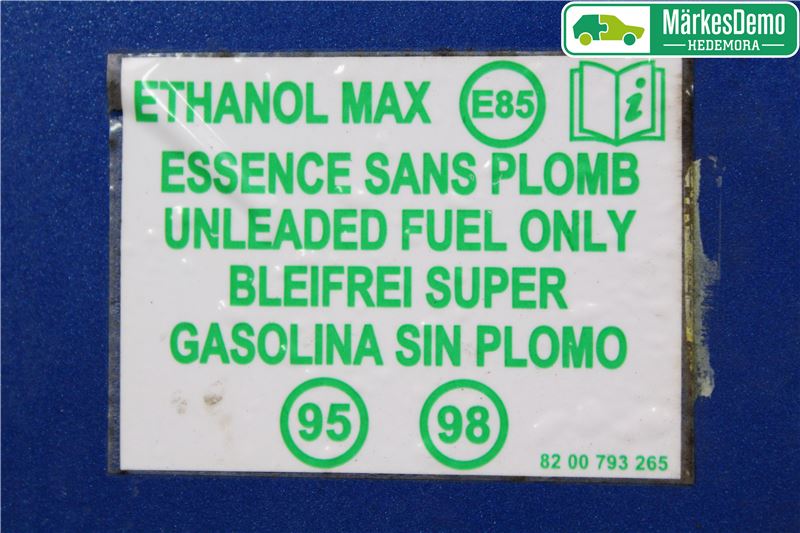 MärkesDemo
HEDEMORA
ETHANOL MAX E85
ESSENCE SANS PLOMB
UNLEADED FUEL ONLY
BLEIFREI SUPER
GASOLINA SIN PLOMO
95 98
82 00 793 265